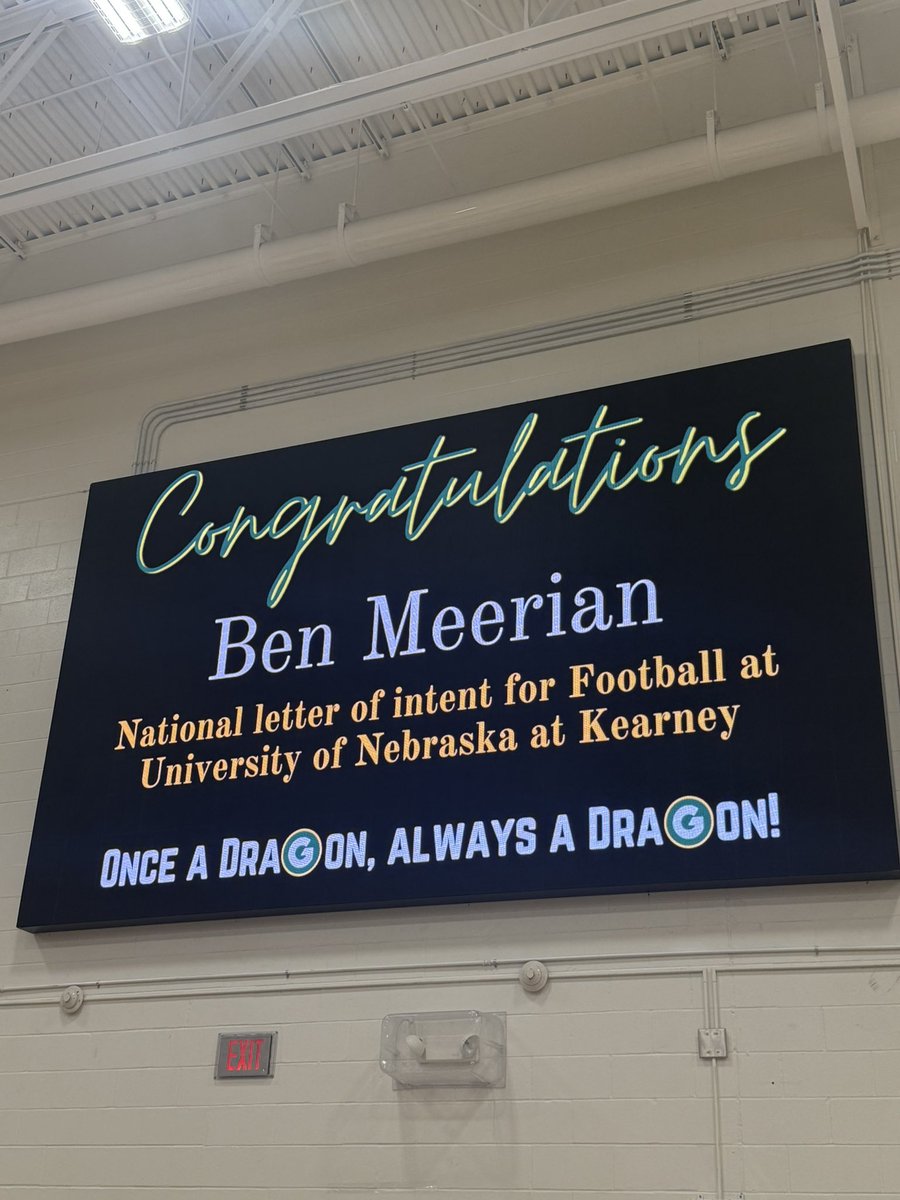 Congratulations
Ben Meerian
National letter of intent for Football at
University of Nebraska at Kearney
Once a DraGon, always a DraGon!
EXIT